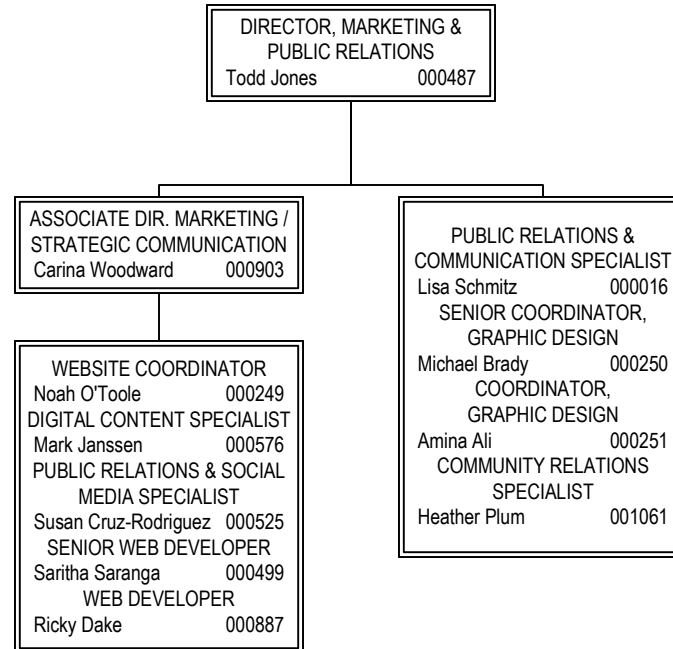 DIRECTOR, MARKETING &
PUBLIC RELATIONS
Todd Jones 000487
ASSOCIATE DIR. MARKETING /
STRATEGIC COMMUNICATION
Carina Woodward 000903
WEBSITE COORDINATOR
Noah O'Toole 000249
DIGITAL CONTENT SPECIALIST
Mark Janssen 000576
PUBLIC RELATIONS & SOCIAL
MEDIA SPECIALIST
Susan Cruz-Rodriguez 000525
SENIOR WEB DEVELOPER
Saritha Saranga 000499
WEB DEVELOPER
Ricky Dake 000887
PUBLIC RELATIONS &
COMMUNICATION SPECIALIST
Lisa Schmitz 000016
SENIOR COORDINATOR,
GRAPHIC DESIGN
Michael Brady 000250
COORDINATOR,
GRAPHIC DESIGN
Amina Ali 000251
COMMUNITY RELATIONS
SPECIALIST
Heather Plum 001061